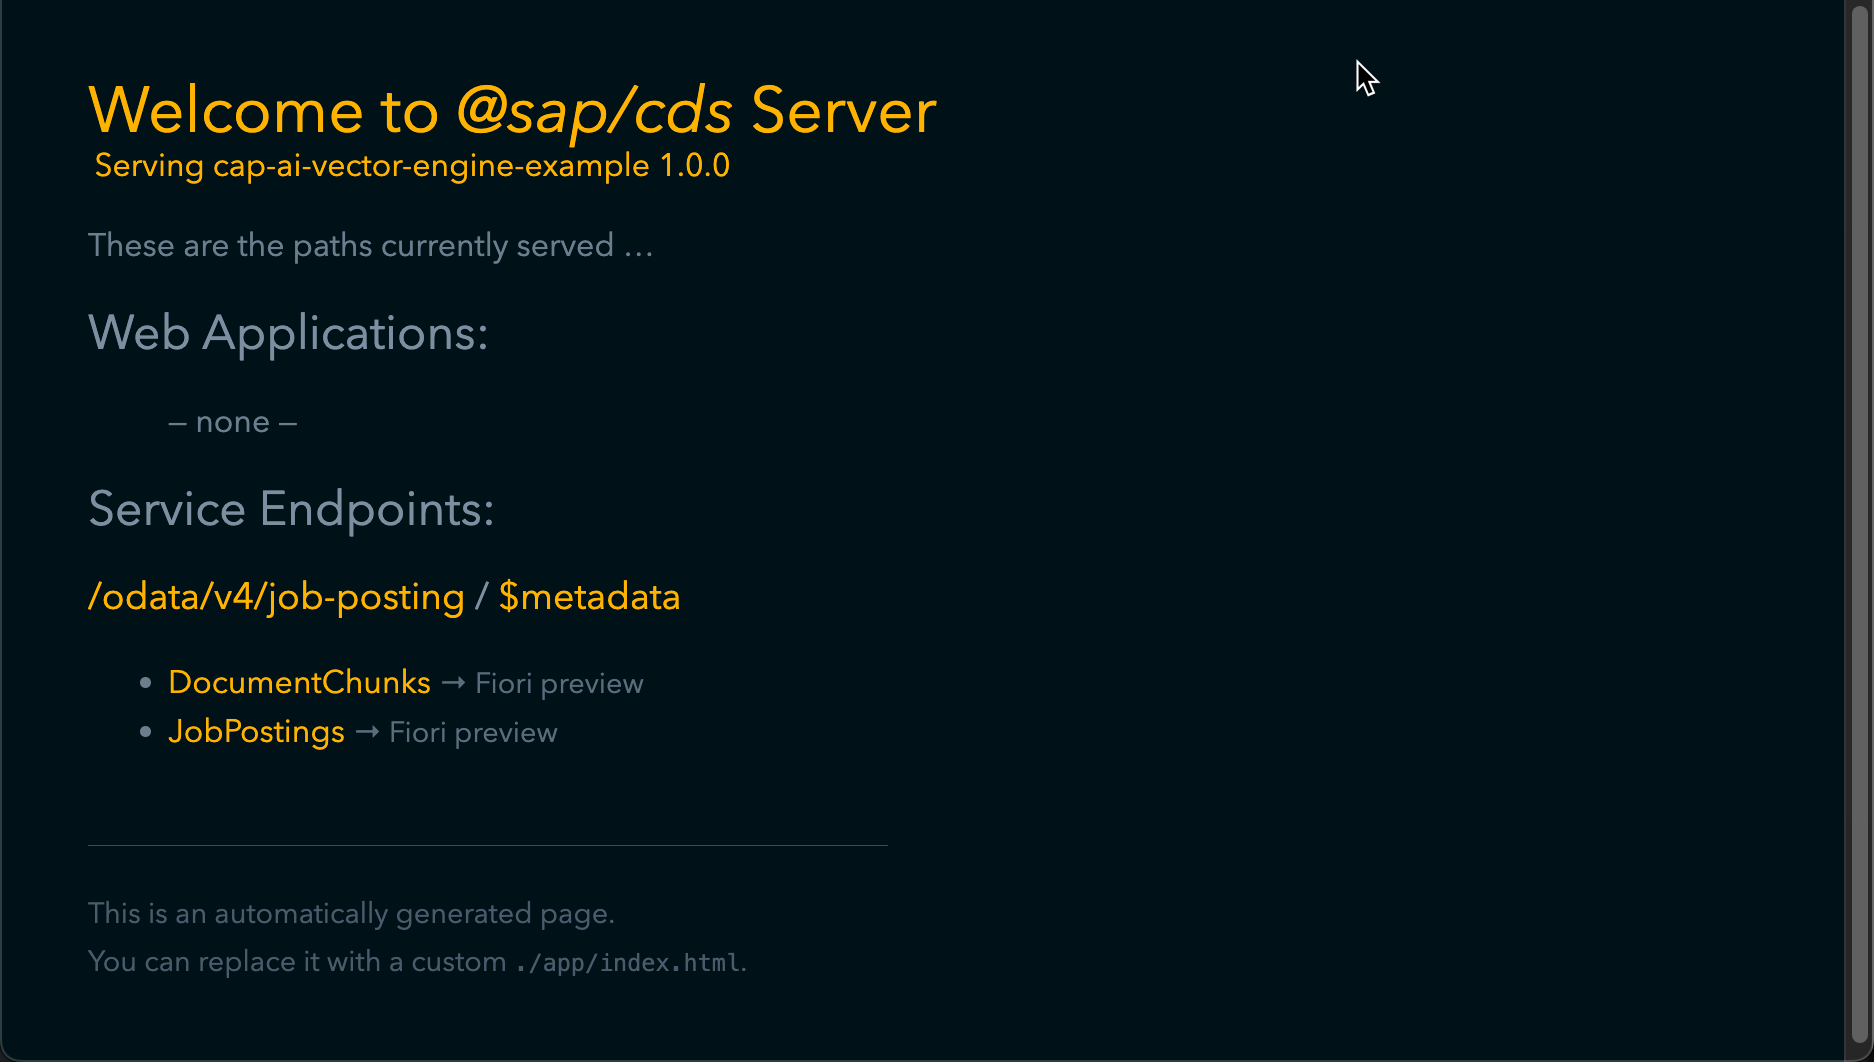 Welcome to @sap/cds Server
Serving cap-ai-vector-engine-example 1.0.0
These are the paths currently served …
Web Applications:
– none –
Service Endpoints:
/odata/v4/job-posting / $metadata
• DocumentChunks → Fiori preview
• JobPostings → Fiori preview
This is an automatically generated page.
You can replace it with a custom ./app/index.html.